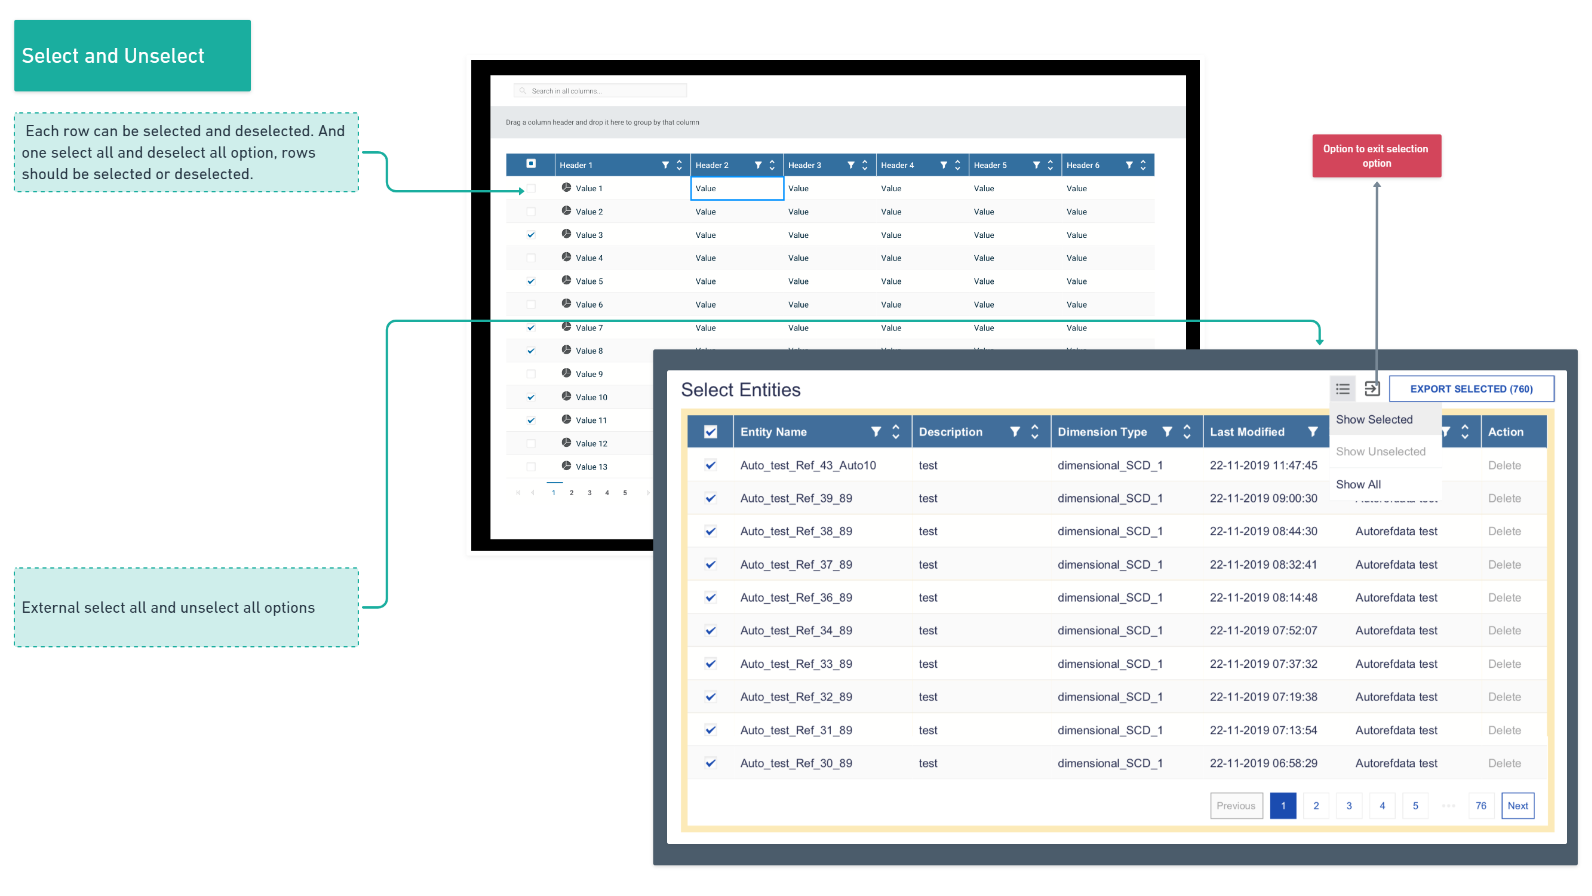 Select and Unselect
Each row can be selected and deselected. And
one select all and deselect all option, rows
should be selected or deselected.
External select all and unselect all options
Search in all columns...
Drag a column header and drop it here to group by that column
Header 1 Header 2 Header 3 Header 4 Header 5 Header 6
Value 1 Value Value Value Value Value
Value 2 Value Value Value Value Value
Value 3 Value Value Value Value Value
Value 4 Value Value Value Value Value
Value 5 Value Value Value Value Value
Value 6 Value Value Value Value Value
Value 7 Value Value Value Value Value
Value 8
Value 9
Value 10
Value 11
Value 12
Value 13
1 2 3 4 5
Option to exit selection
option
Select Entities
EXPORT SELECTED (760)
Show Selected
Show Unselected
Show All
Entity Name Description Dimension Type Last Modified Action
Auto_test_Ref_43_Auto10 test dimensional_SCD_1 22-11-2019 11:47:45 Delete
Auto_test_Ref_39_89 test dimensional_SCD_1 22-11-2019 09:00:30 Delete
Auto_test_Ref_38_89 test dimensional_SCD_1 22-11-2019 08:44:30 Autorefdata test Delete
Auto_test_Ref_37_89 test dimensional_SCD_1 22-11-2019 08:32:41 Autorefdata test Delete
Auto_test_Ref_36_89 test dimensional_SCD_1 22-11-2019 08:14:48 Autorefdata test Delete
Auto_test_Ref_34_89 test dimensional_SCD_1 22-11-2019 07:52:07 Autorefdata test Delete
Auto_test_Ref_33_89 test dimensional_SCD_1 22-11-2019 07:37:32 Autorefdata test Delete
Auto_test_Ref_32_89 test dimensional_SCD_1 22-11-2019 07:19:38 Autorefdata test Delete
Auto_test_Ref_31_89 test dimensional_SCD_1 22-11-2019 07:13:54 Autorefdata test Delete
Auto_test_Ref_30_89 test dimensional_SCD_1 22-11-2019 06:58:29 Autorefdata test Delete
Previous 1 2 3 4 5 ... 76 Next